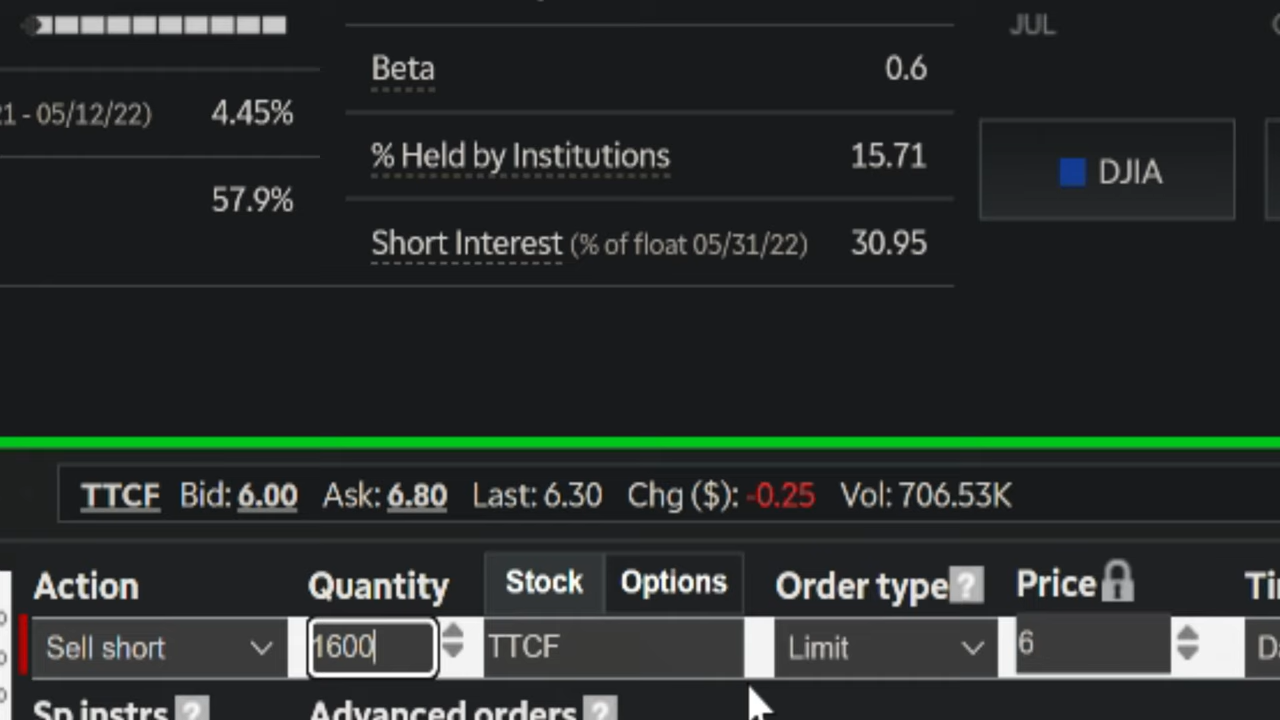 JUL
Beta 0.6
21 - 05/12/22) 4.45%
% Held by Institutions 15.71
DJIA
57.9%
Short Interest (% of float 05/31/22) 30.95
TTCF Bid: 6.00 Ask: 6.80 Last: 6.30 Chg ($): -0.25 Vol: 706.53K
Action Quantity Stock Options Order type ? Price Ti
Sell short 1600 TTCF Limit 6 D
Sp instrs ? Advanced orders ?